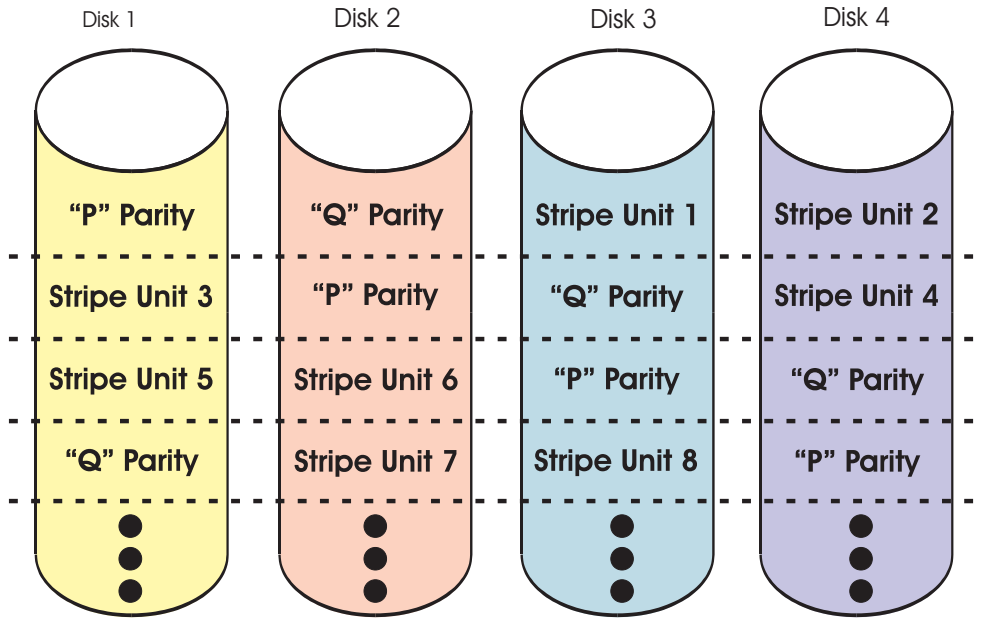 Disk 1 Disk 2 Disk 3 Disk 4
“P” Parity “Q” Parity Stripe Unit 1 Stripe Unit 2
Stripe Unit 3 “P” Parity “Q” Parity Stripe Unit 4
Stripe Unit 5 Stripe Unit 6 “P” Parity “Q” Parity
“Q” Parity Stripe Unit 7 Stripe Unit 8 “P” Parity